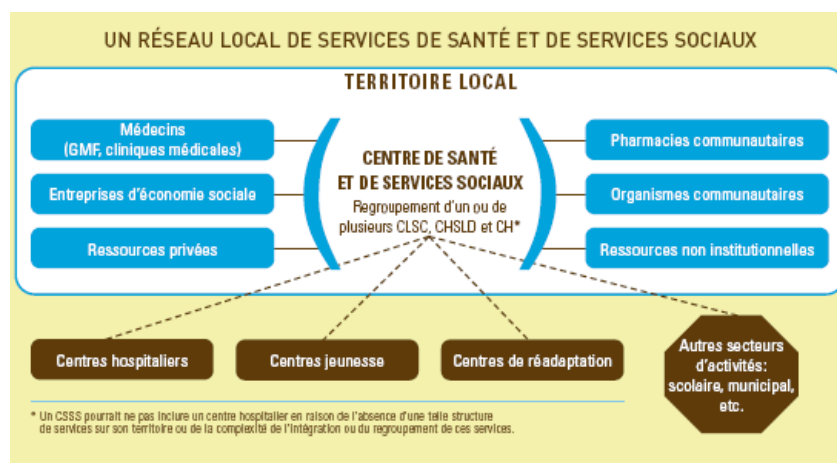 UN RÉSEAU LOCAL DE SERVICES DE SANTÉ ET DE SERVICES SOCIAUX
TERRITOIRE LOCAL
Médecins
(GMF, cliniques médicales)
Entreprises d'économie sociale
Ressources privées
CENTRE DE SANTÉ
ET DE SERVICES SOCIAUX
Regroupement d'un ou de
plusieurs CLSC, CHSLD et CH*
Pharmacies communautaires
Organismes communautaires
Ressources non institutionnelles
Centres hospitaliers
Centres jeunesse
Centres de réadaptation
Autres secteurs
d'activités:
scolaire, municipal,
etc.
* Un CSSS pourrait ne pas inclure un centre hospitalier en raison de l'absence d'une telle structure
de services sur son territoire ou de la complexité de l'intégration ou du regroupement de ces services.